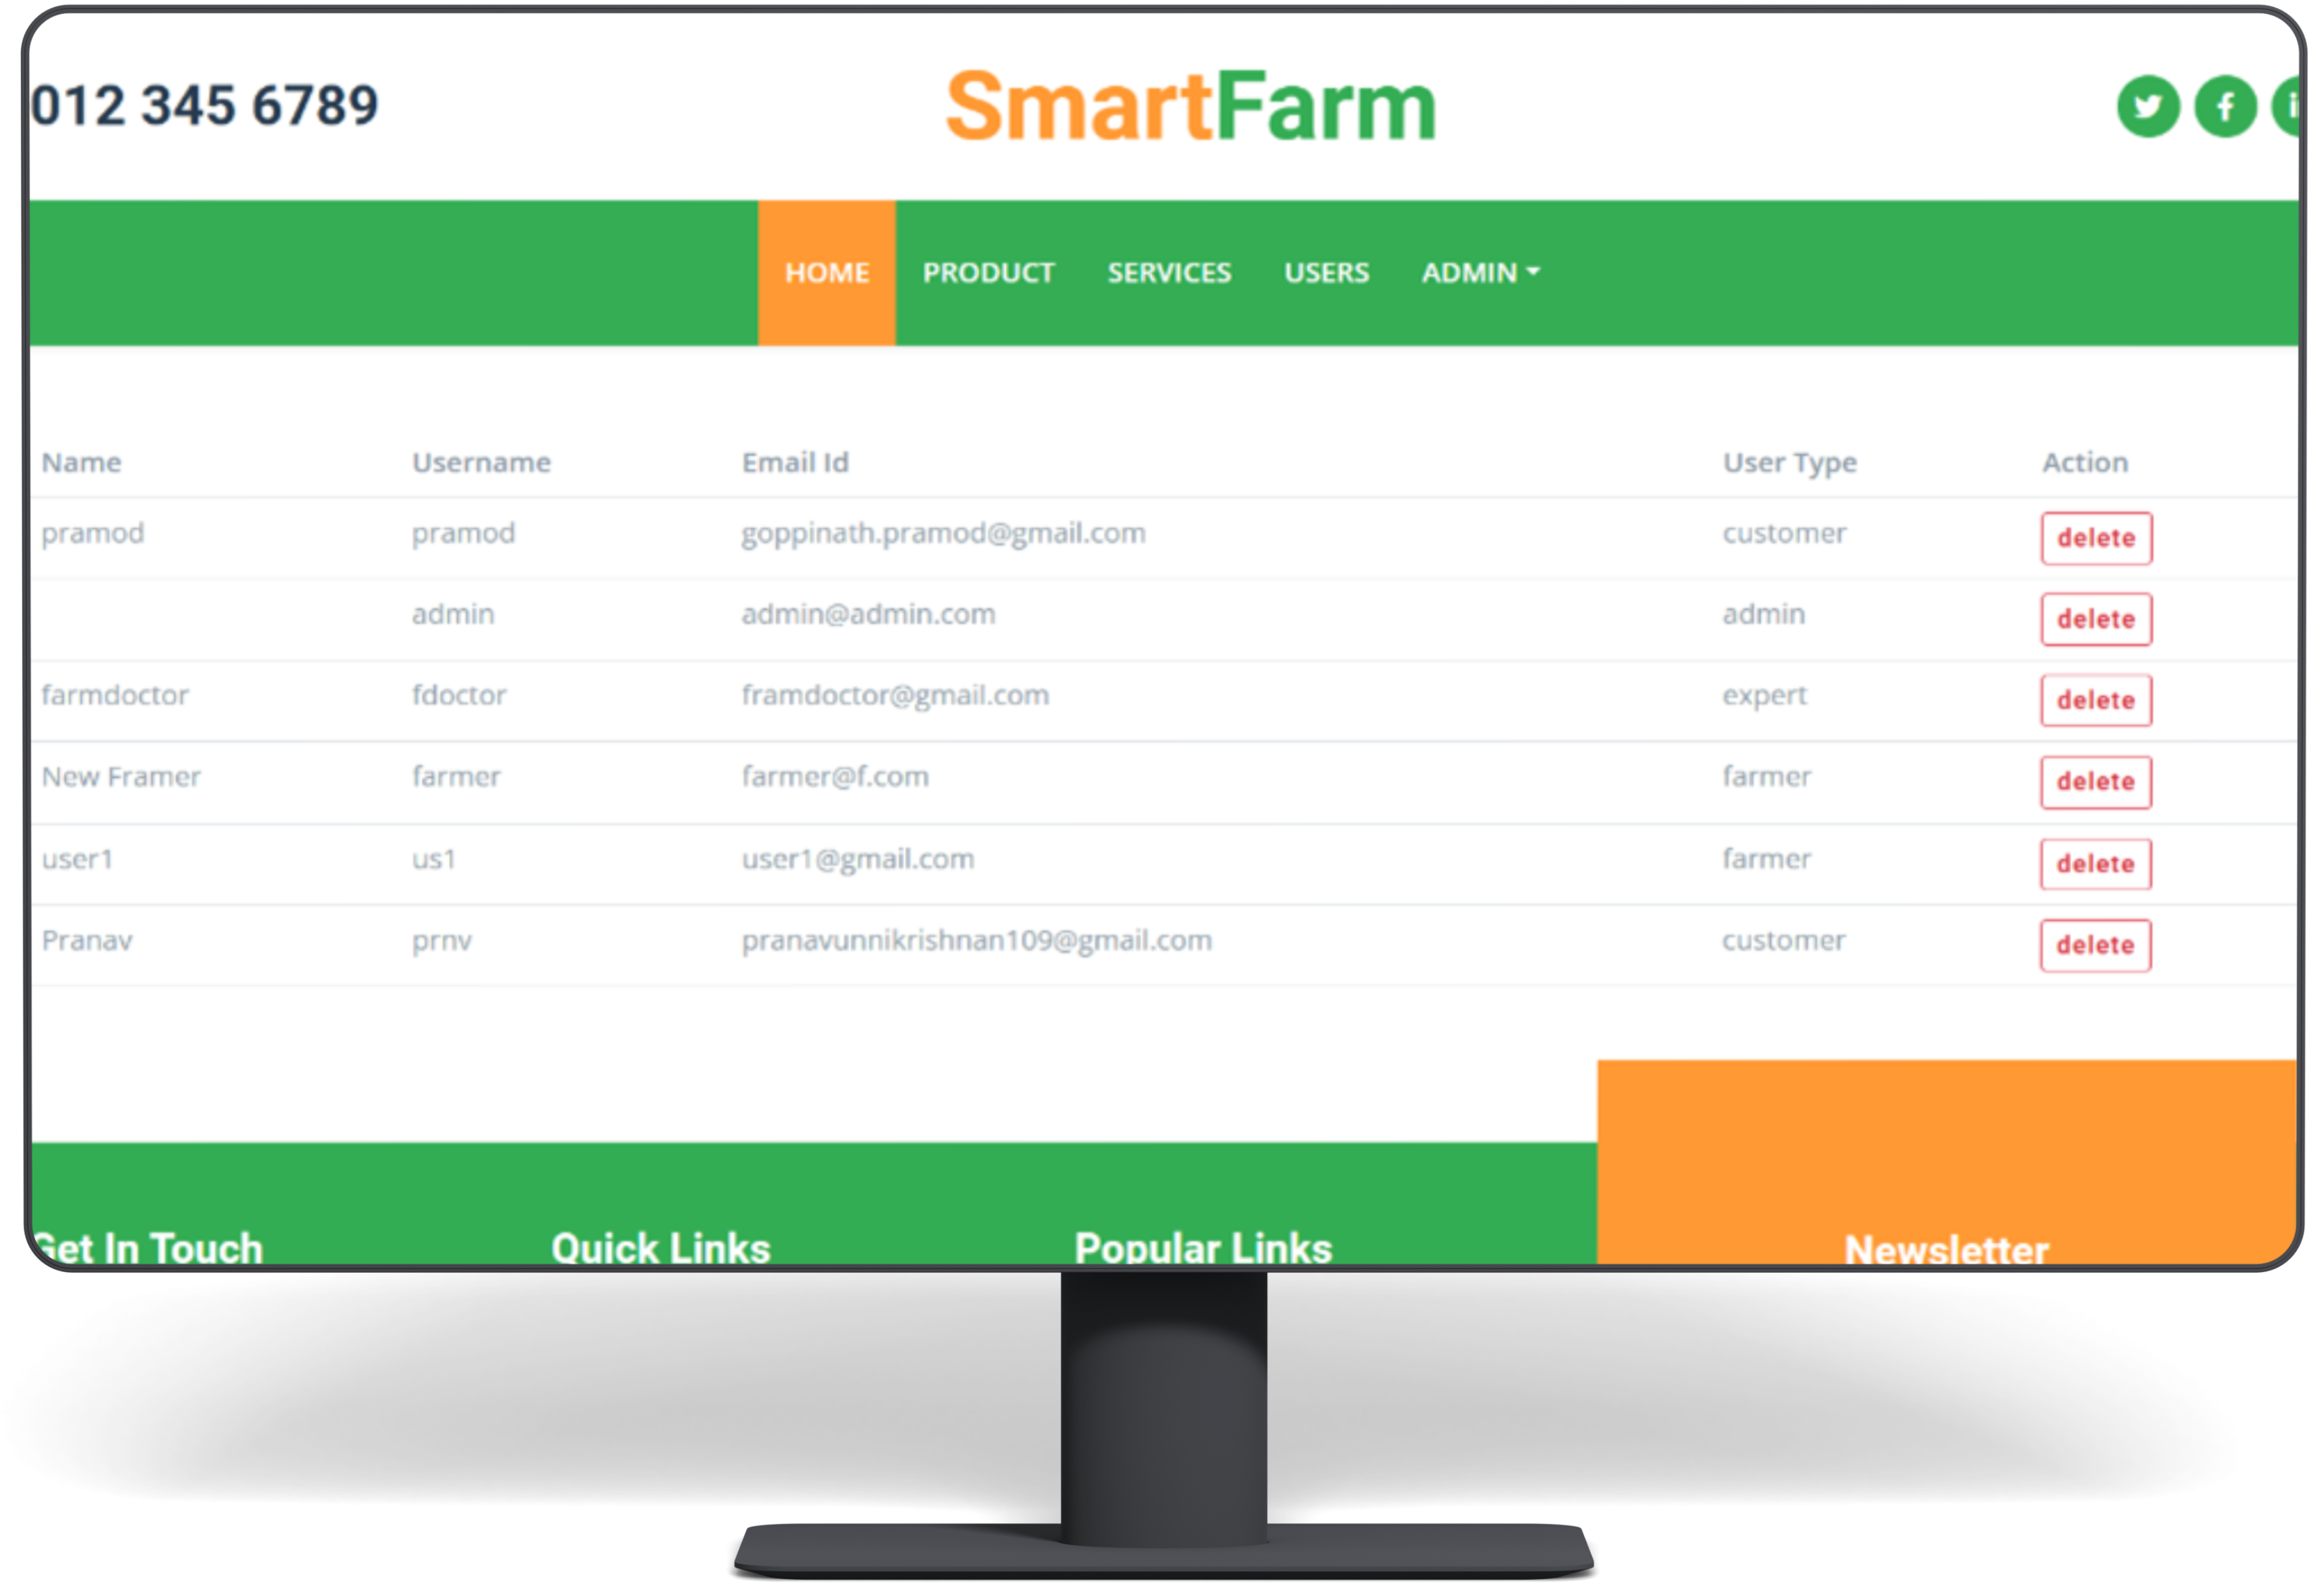 012 345 6789
SmartFarm
HOME PRODUCT SERVICES USERS ADMIN
Name Username Email Id User Type Action
pramod pramod goppinath.pramod@gmail.com customer delete
admin admin@admin.com admin delete
farmdoctor fdoctor framdoctor@gmail.com expert delete
New Framer farmer farmer@f.com farmer delete
user1 us1 user1@gmail.com farmer delete
Pranav prnv pranavunnikrishnan109@gmail.com customer delete
Get In Touch Quick Links Popular Links Newsletter